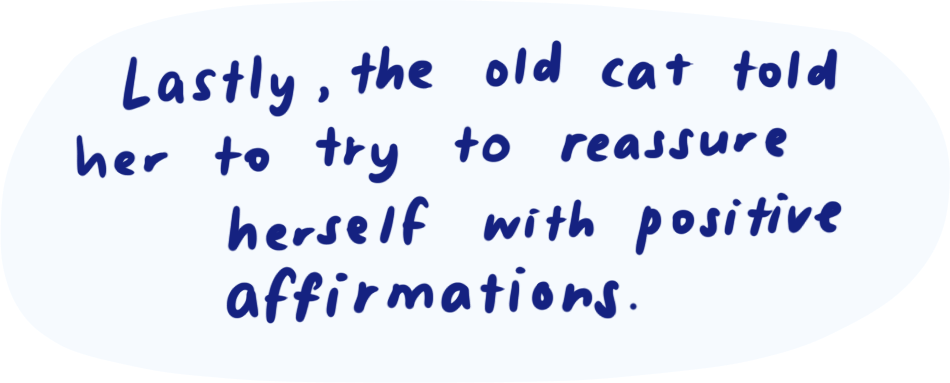 Lastly, the old cat told
her to try to reassure
herself with positive
affirmations.